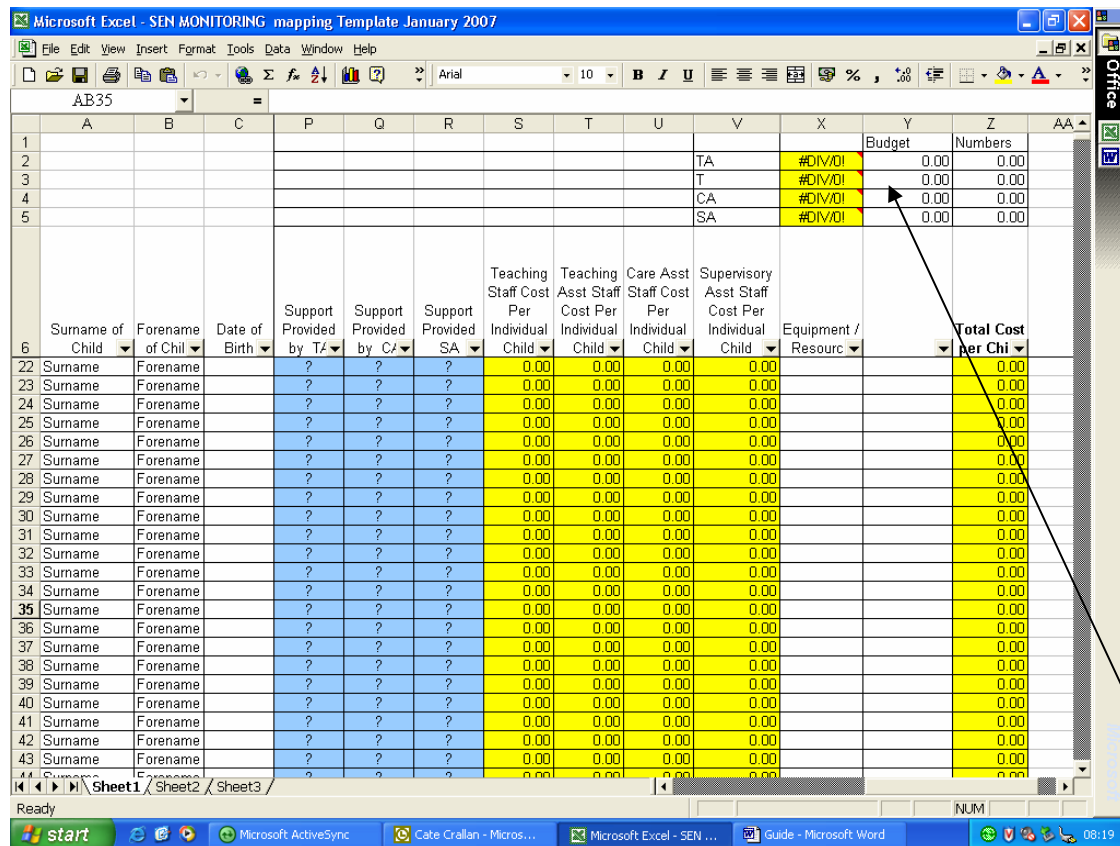 Microsoft Excel - SEN MONITORING mapping Template January 2007
File Edit View Insert Format Tools Data Window Help
Arial 10 B I U
AB35 =
A B C P Q R S T U V X Y Z AA
1 Budget Numbers
2 TA #DIV/0! 0.00 0.00
3 T #DIV/0! 0.00 0.00
4 CA #DIV/0! 0.00 0.00
5 SA #DIV/0! 0.00 0.00
Teaching Teaching Care Asst Supervisory
Staff Cost Asst Staff Staff Cost Asst Staff
Support Support Support Per Cost Per Per Cost Per
Surname of Forename Date of Provided Provided Provided Individual Individual Individual Individual Equipment / Total Cost
6 Child of Chil Birth by TA by CA SA Child Child Child Child Resourc per Chi
22 Surname Forename ? ? ? 0.00 0.00 0.00 0.00 0.00
23 Surname Forename ? ? ? 0.00 0.00 0.00 0.00 0.00
24 Surname Forename ? ? ? 0.00 0.00 0.00 0.00 0.00
25 Surname Forename ? ? ? 0.00 0.00 0.00 0.00 0.00
26 Surname Forename ? ? ? 0.00 0.00 0.00 0.00 0.00
27 Surname Forename ? ? ? 0.00 0.00 0.00 0.00 0.00
28 Surname Forename ? ? ? 0.00 0.00 0.00 0.00 0.00
29 Surname Forename ? ? ? 0.00 0.00 0.00 0.00 0.00
30 Surname Forename ? ? ? 0.00 0.00 0.00 0.00 0.00
31 Surname Forename ? ? ? 0.00 0.00 0.00 0.00 0.00
32 Surname Forename ? ? ? 0.00 0.00 0.00 0.00 0.00
33 Surname Forename ? ? ? 0.00 0.00 0.00 0.00 0.00
34 Surname Forename ? ? ? 0.00 0.00 0.00 0.00 0.00
35 Surname Forename ? ? ? 0.00 0.00 0.00 0.00 0.00
36 Surname Forename ? ? ? 0.00 0.00 0.00 0.00 0.00
37 Surname Forename ? ? ? 0.00 0.00 0.00 0.00 0.00
38 Surname Forename ? ? ? 0.00 0.00 0.00 0.00 0.00
39 Surname Forename ? ? ? 0.00 0.00 0.00 0.00 0.00
40 Surname Forename ? ? ? 0.00 0.00 0.00 0.00 0.00
41 Surname Forename ? ? ? 0.00 0.00 0.00 0.00 0.00
42 Surname Forename ? ? ? 0.00 0.00 0.00 0.00 0.00
43 Surname Forename ? ? ? 0.00 0.00 0.00 0.00 0.00
44 Surname Forename ? ? ? 0.00 0.00 0.00 0.00 0.00
Sheet1 Sheet2 Sheet3
Ready NUM
start Microsoft ActiveSync Cate Crallan - Micros... Microsoft Excel - SEN ... Guide - Microsoft Word 08:19
Office
Microsoft